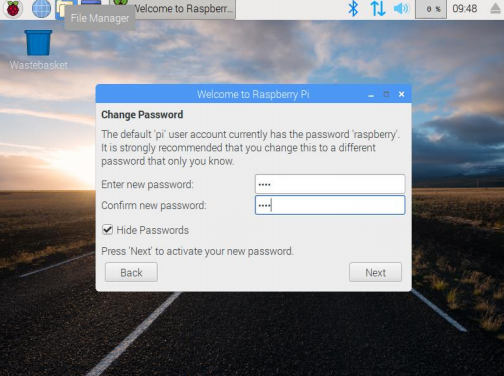 Welcome to Raspberr...
0 %
09:48
File Manager
Wastebasket
Welcome to Raspberry Pi
Change Password
The default 'pi' user account currently has the password 'raspberry'.
It is strongly recommended that you change this to a different
password that only you know.
Enter new password:
••••
Confirm new password:
••••
Hide Passwords
Press 'Next' to activate your new password.
Back
Next